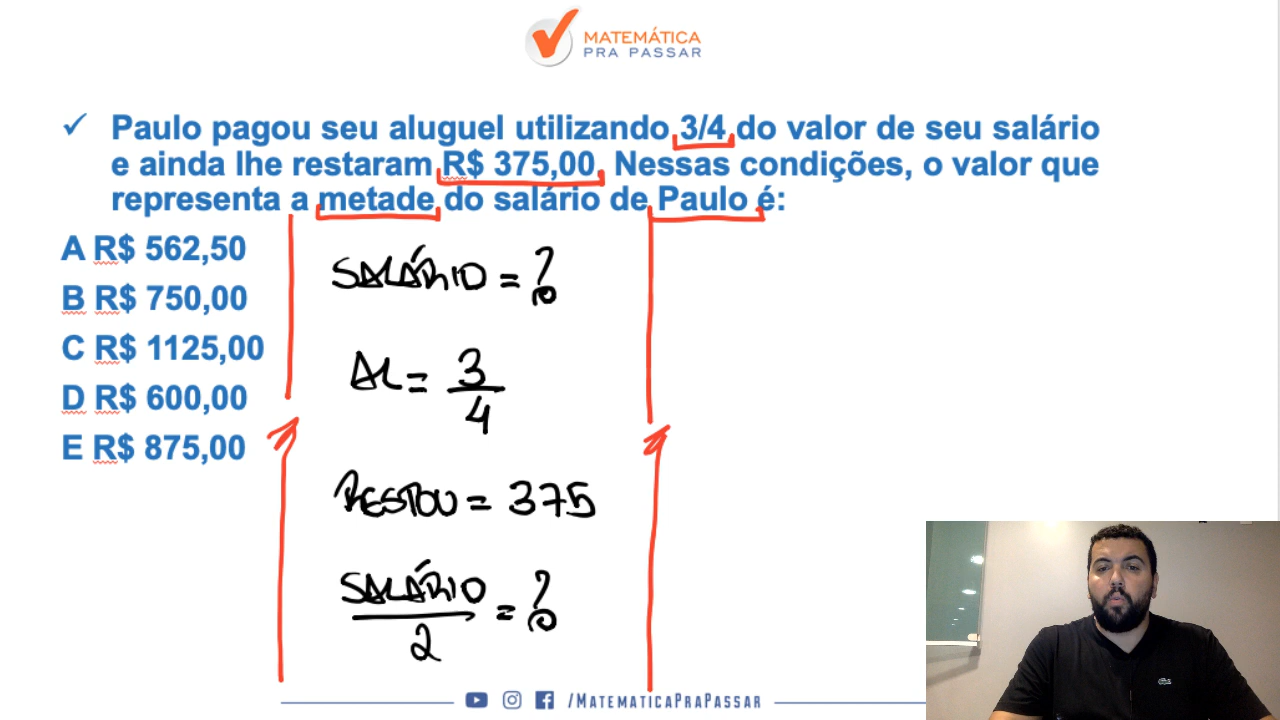 MATEMÁTICA
PRA PASSAR
✓ Paulo pagou seu aluguel utilizando 3/4 do valor de seu salário
e ainda lhe restaram R$ 375,00. Nessas condições, o valor que
representa a metade do salário de Paulo é:
A R$ 562,50
B R$ 750,00
C R$ 1125,00
D R$ 600,00
E R$ 875,00
SALÁRIO = ?
AL = 3/4
RESTOU = 375
SALÁRIO/2 = ?
/MATEMATICAPRAPASSAR